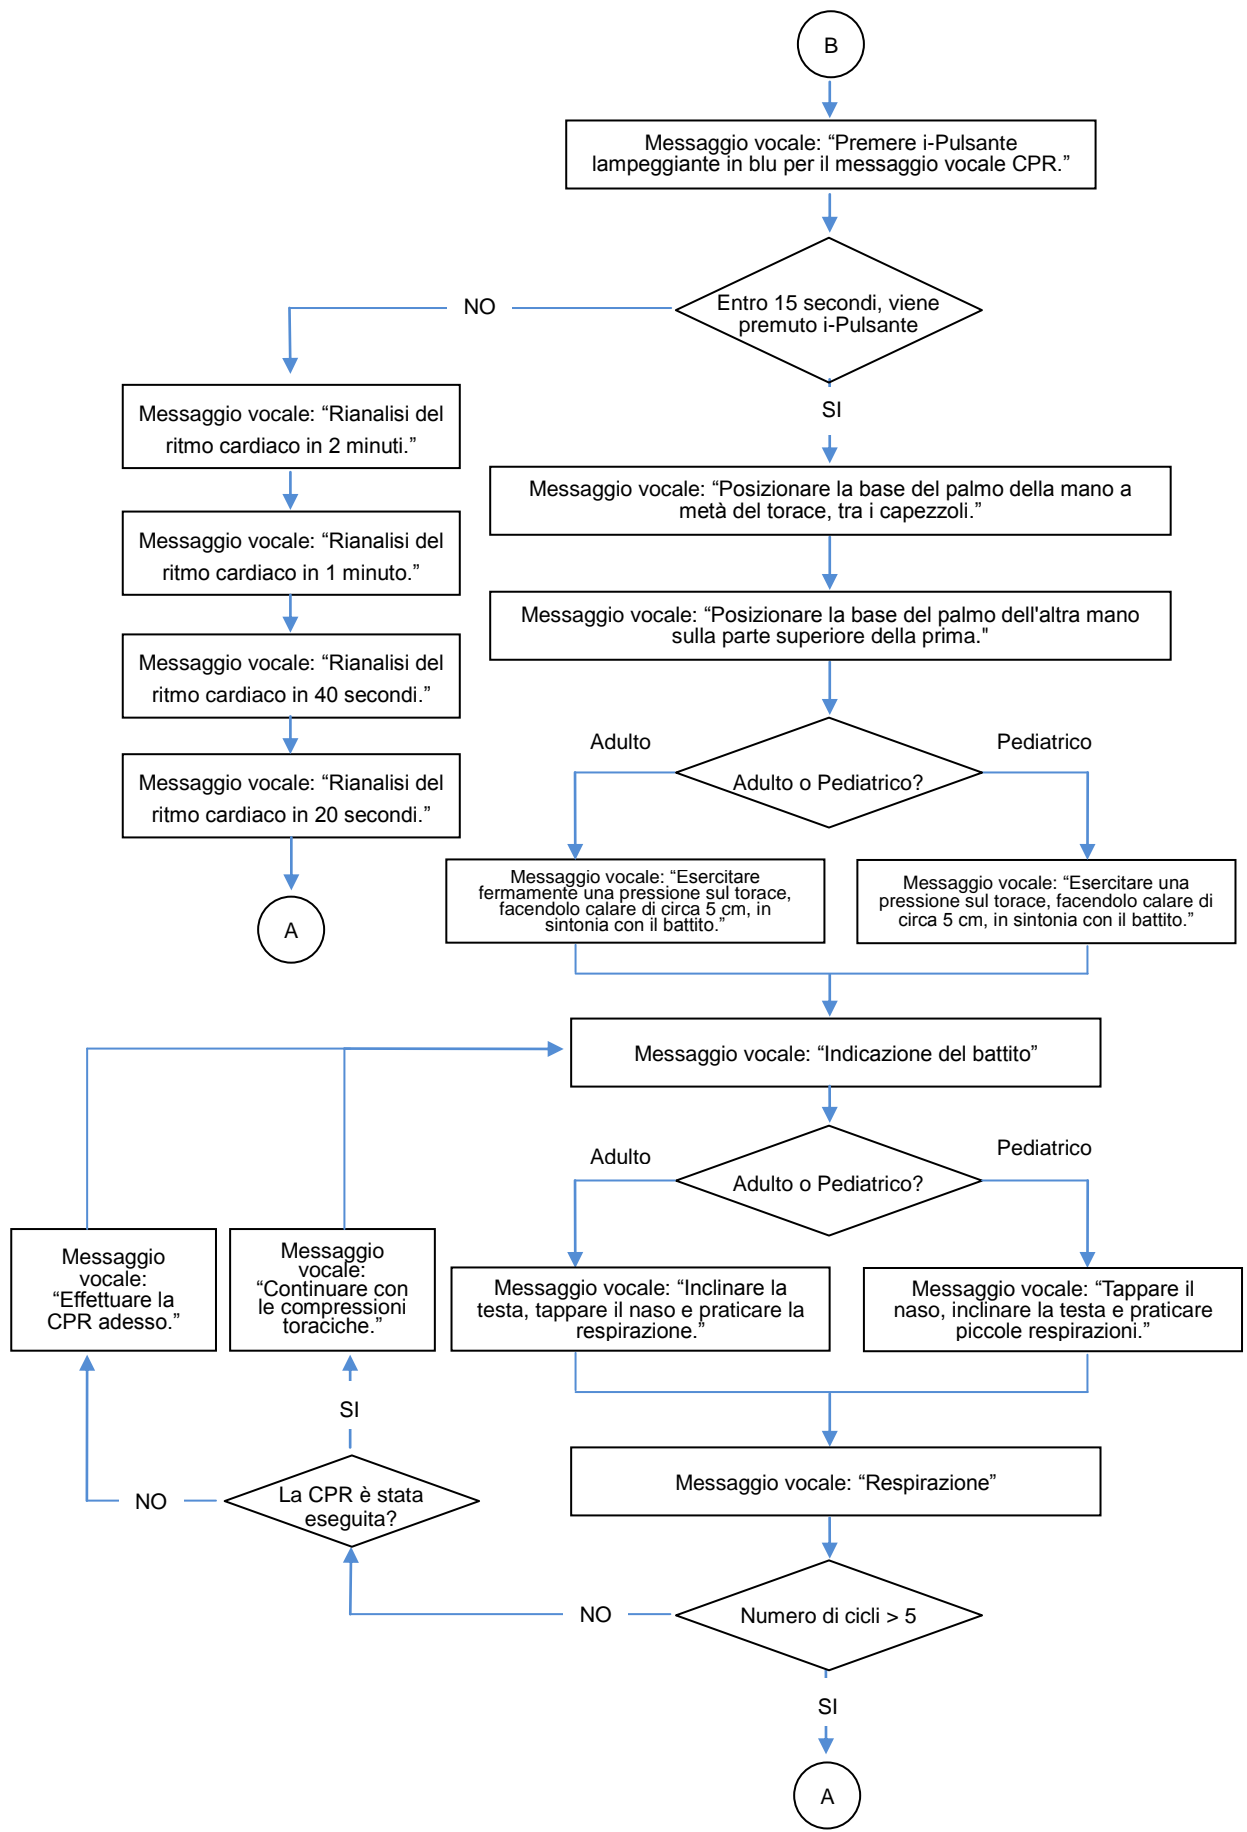 B
Messaggio vocale: “Premere i-Pulsante
lampeggiante in blu per il messaggio vocale CPR.”
Entro 15 secondi, viene
premuto i-Pulsante
NO
SI
Messaggio vocale: “Rianalisi del
ritmo cardiaco in 2 minuti.”
Messaggio vocale: “Rianalisi del
ritmo cardiaco in 1 minuto.”
Messaggio vocale: “Rianalisi del
ritmo cardiaco in 40 secondi.”
Messaggio vocale: “Rianalisi del
ritmo cardiaco in 20 secondi.”
A
Messaggio vocale: “Posizionare la base del palmo della mano a
metà del torace, tra i capezzoli.”
Messaggio vocale: “Posizionare la base del palmo dell'altra mano
sulla parte superiore della prima."
Adulto
Pediatrico
Adulto o Pediatrico?
Messaggio vocale: “Esercitare
fermamente una pressione sul torace,
facendolo calare di circa 5 cm, in
sintonia con il battito.”
Messaggio vocale: “Esercitare una
pressione sul torace, facendolo calare di
circa 5 cm, in sintonia con il battito.”
Messaggio vocale: “Indicazione del battito”
Adulto
Pediatrico
Adulto o Pediatrico?
Messaggio vocale: “Inclinare la
testa, tappare il naso e praticare la
respirazione.”
Messaggio vocale: “Tappare il
naso, inclinare la testa e praticare
piccole respirazioni.”
Messaggio
vocale:
“Effettuare la
CPR adesso.”
Messaggio
vocale:
“Continuare con
le compressioni
toraciche.”
SI
NO
La CPR è stata
eseguita?
Messaggio vocale: “Respirazione”
NO
Numero di cicli > 5
SI
A